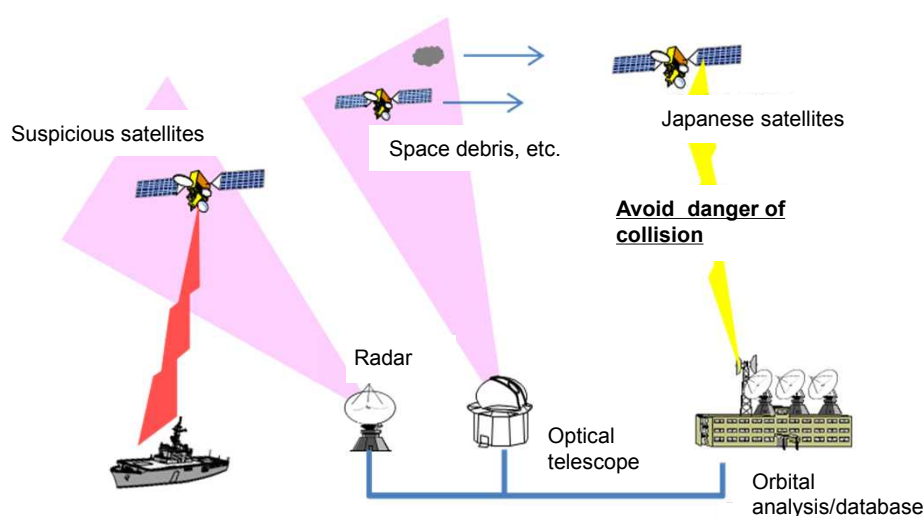 Suspicious satellites
Space debris, etc.
Japanese satellites
Avoid danger of
collision
Radar
Optical
telescope
Orbital
analysis/database